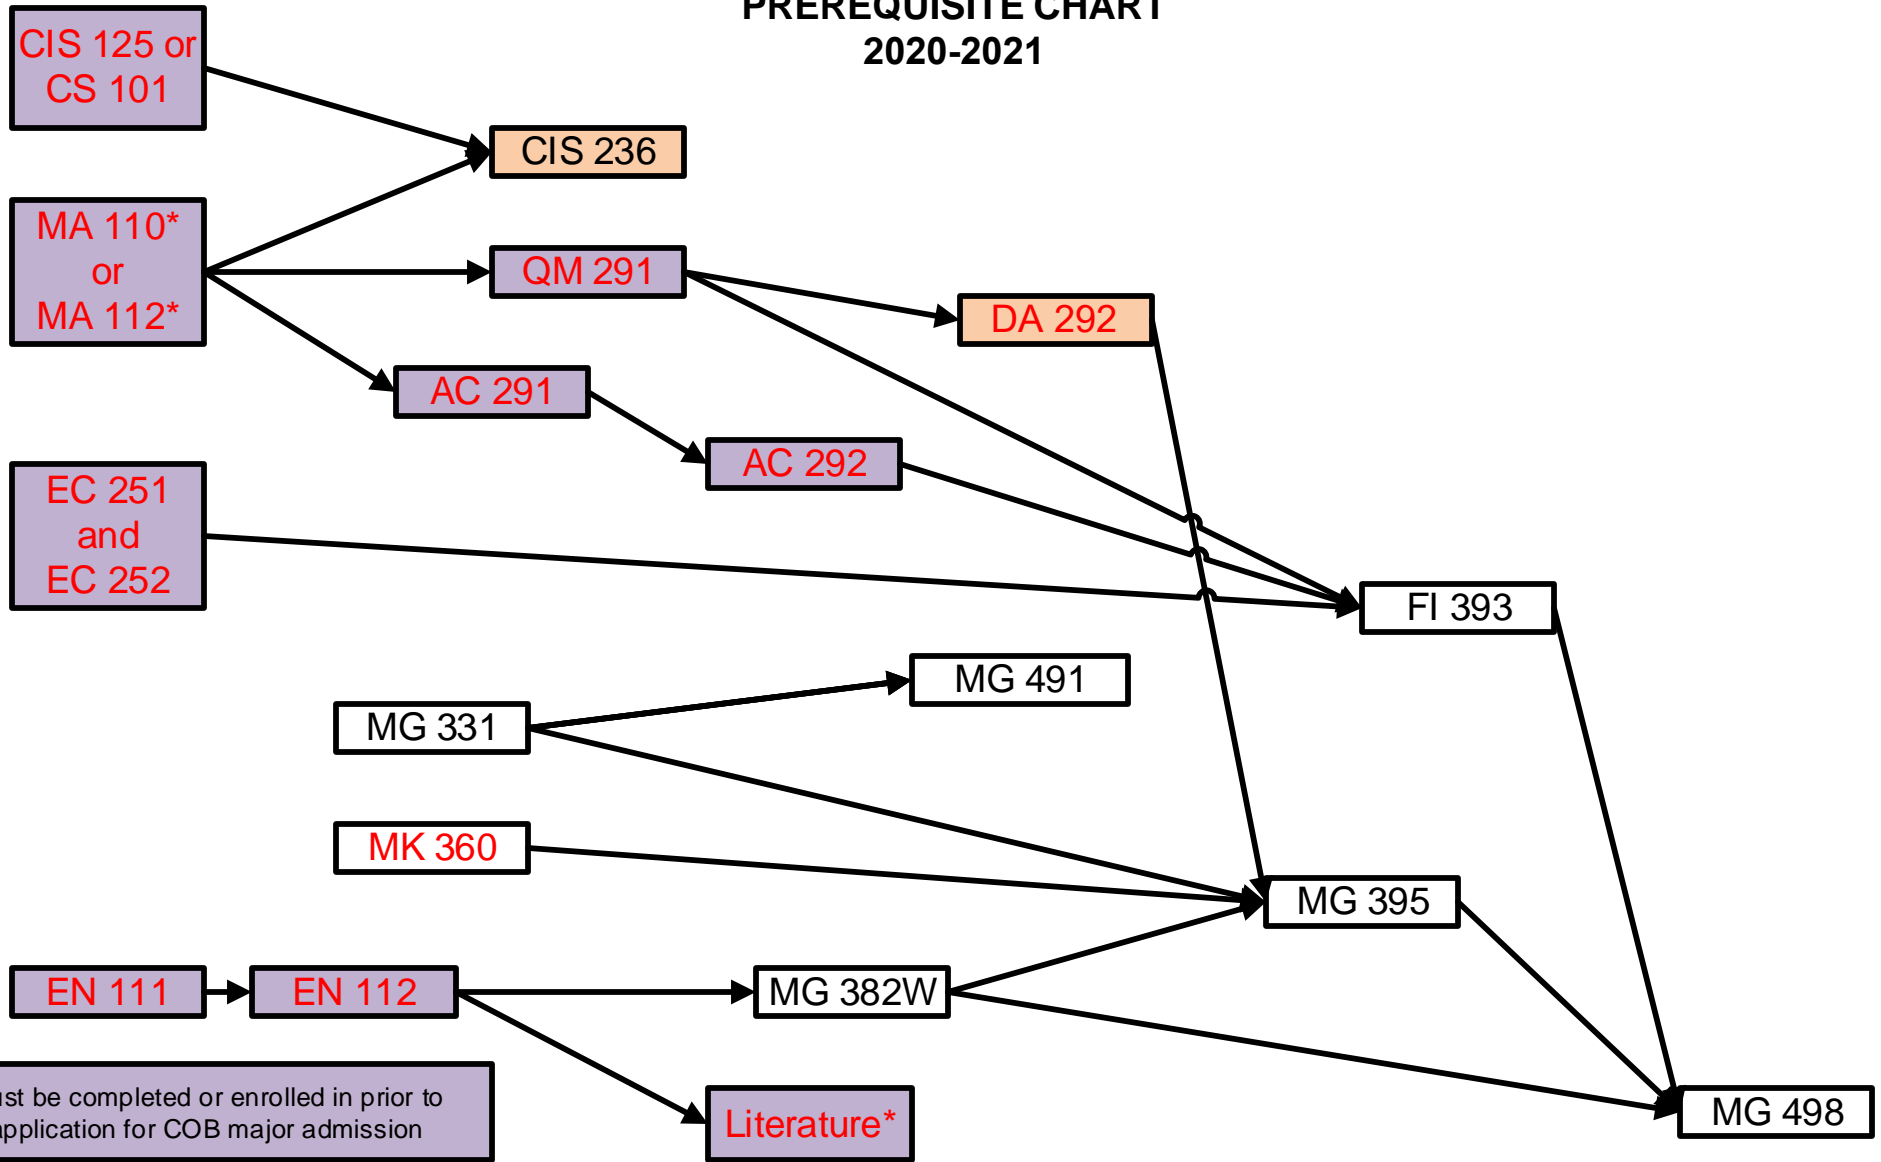 PREREQUISITE CHART
2020-2021
CIS 125 or
CS 101
CIS 236
MA 110*
or
MA 112*
QM 291
DA 292
AC 291
AC 292
EC 251
and
EC 252
FI 393
MG 491
MG 331
MK 360
MG 395
EN 111
EN 112
MG 382W
be completed or enrolled in prior to
application for COB major admission
Literature*
MG 498